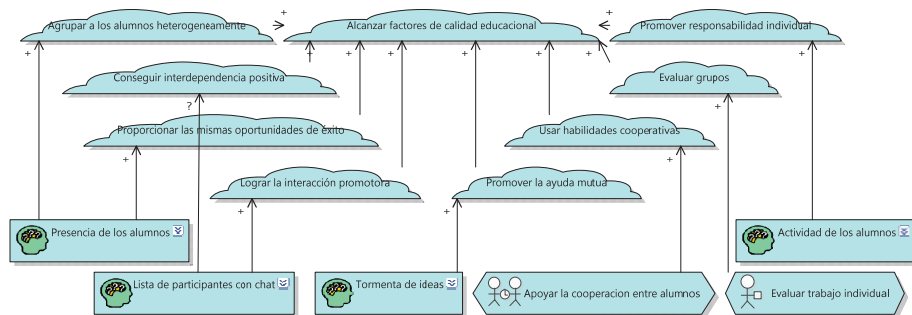 Agrupar a los alumnos heterogeneamente
+
Alcanzar factores de calidad educacional
+
Promover responsabilidad individual
+
+
+
+
+
+
+
+
Conseguir interdependencia positiva
Evaluar grupos
?
+
Proporcionar las mismas oportunidades de éxito
Usar habilidades cooperativas
+
+
Lograr la interacción promotora
Promover la ayuda mutua
+
+
Presencia de los alumnos
Actividad de los alumnos
Lista de participantes con chat
Tormenta de ideas
Apoyar la cooperacion entre alumnos
Evaluar trabajo individual